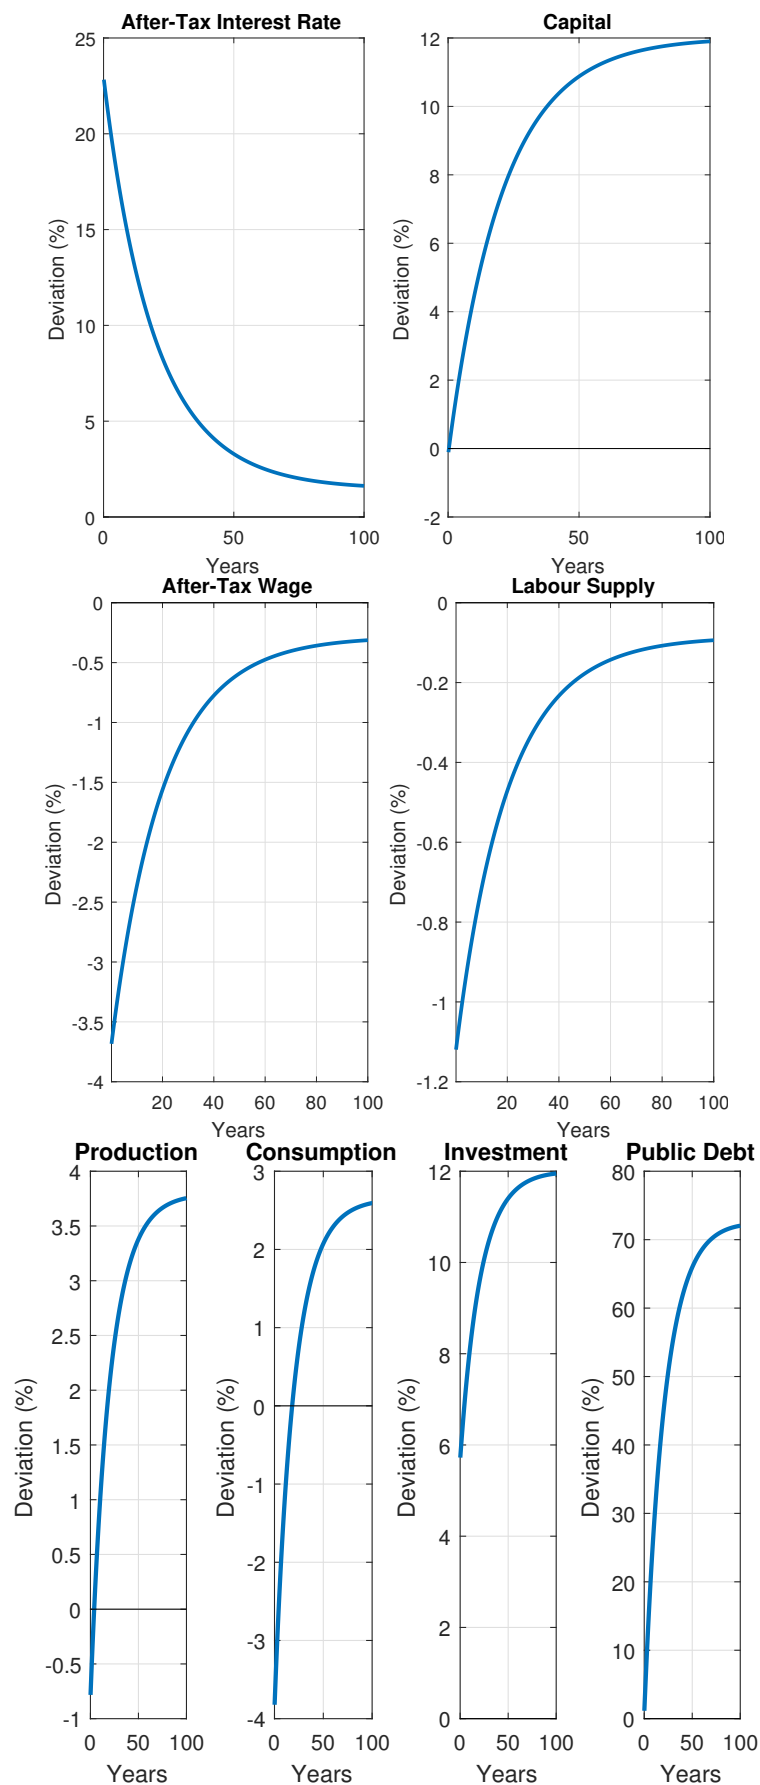 After-Tax Interest Rate
Deviation (%)
25
20
15
10
5
0
0 50 100
Years
Capital
Deviation (%)
12
10
8
6
4
2
0
-2
0 50 100
Years
After-Tax Wage
Deviation (%)
0
-0.5
-1
-1.5
-2
-2.5
-3
-3.5
-4
20 40 60 80 100
Years
Labour Supply
Deviation (%)
0
-0.2
-0.4
-0.6
-0.8
-1
-1.2
20 40 60 80 100
Years
Production
Deviation (%)
4
3.5
3
2.5
2
1.5
1
0.5
0
-0.5
-1
0 50 100
Years
Consumption
Deviation (%)
3
2
1
0
-1
-2
-3
-4
0 50 100
Years
Investment
Deviation (%)
12
10
8
6
4
2
0
0 50 100
Years
Public Debt
Deviation (%)
80
70
60
50
40
30
20
10
0
0 50 100
Years